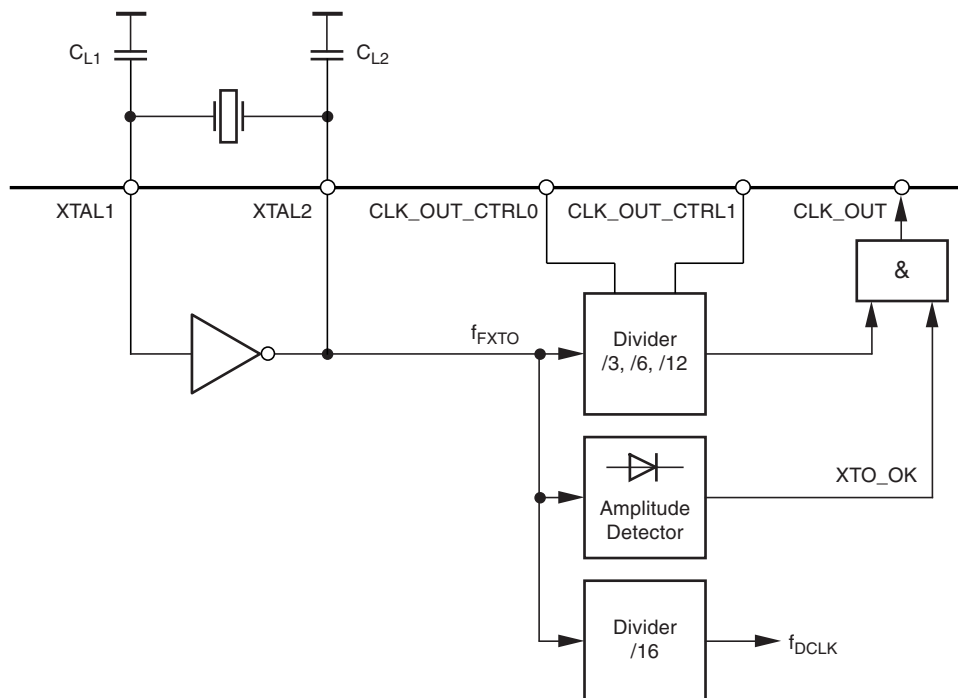 C_L1
C_L2
XTAL1
XTAL2
CLK_OUT_CTRL0
CLK_OUT_CTRL1
CLK_OUT
&
f_FXTO
Divider
/3, /6, /12
XTO_OK
Amplitude
Detector
Divider
/16
f_DCLK